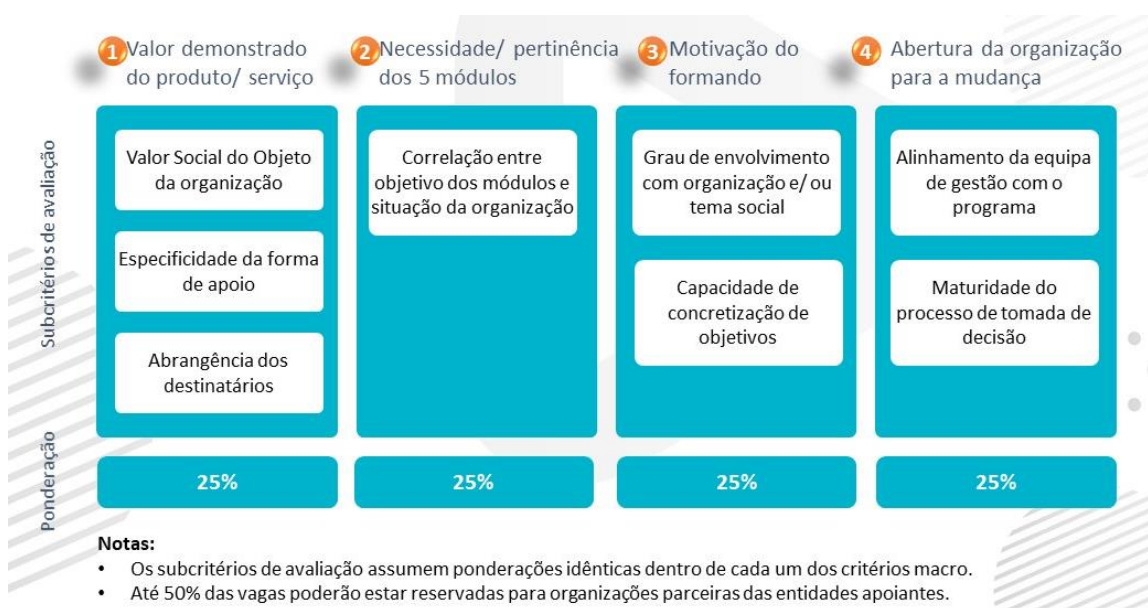 1 Valor demonstrado
do produto/ serviço
2 Necessidade/ pertinência
dos 5 módulos
3 Motivação do
formando
4 Abertura da organização
para a mudança
Subcritérios de avaliação
Valor Social do Objeto
da organização
Especificidade da forma
de apoio
Abrangência dos
destinatários
Correlação entre
objetivo dos módulos e
situação da organização
Grau de envolvimento
com organização e/ ou
tema social
Capacidade de
concretização de
objetivos
Alinhamento da equipa
de gestão com o
programa
Maturidade do
processo de tomada de
decisão
Ponderação
25%
25%
25%
25%
Notas:
• Os subcritérios de avaliação assumem ponderações idênticas dentro de cada um dos critérios macro.
• Até 50% das vagas poderão estar reservadas para organizações parceiras das entidades apoiantes.